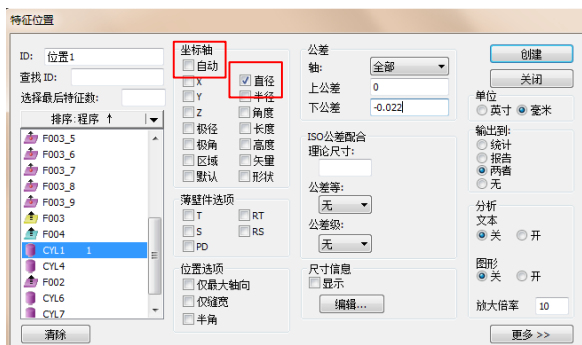 特征位置
ID: 位置1
查找 ID:
选择最后特征数:
排序:程序 ↑
F003_5
F003_6
F003_7
F003_8
F003_9
F003
F004
CYL1 1
CYL4
F002
CYL6
CYL7
清除
坐标轴
自动
X 直径
Y 半径
Z 角度
极径 长度
极角 高度
区域 矢量
默认 形状
薄壁件选项
T RT
S RS
PD
位置选项
仅最大轴向
仅缝宽
半角
公差
轴: 全部
上公差 0
下公差 -0.022
ISO公差配合
理论尺寸:
公差等:
无
公差级:
无
尺寸信息
显示
编辑...
创建
关闭
单位
英寸 毫米
输出到:
统计
报告
两者
无
分析
文本
关 开
图形
关 开
放大倍率 10
更多 >>